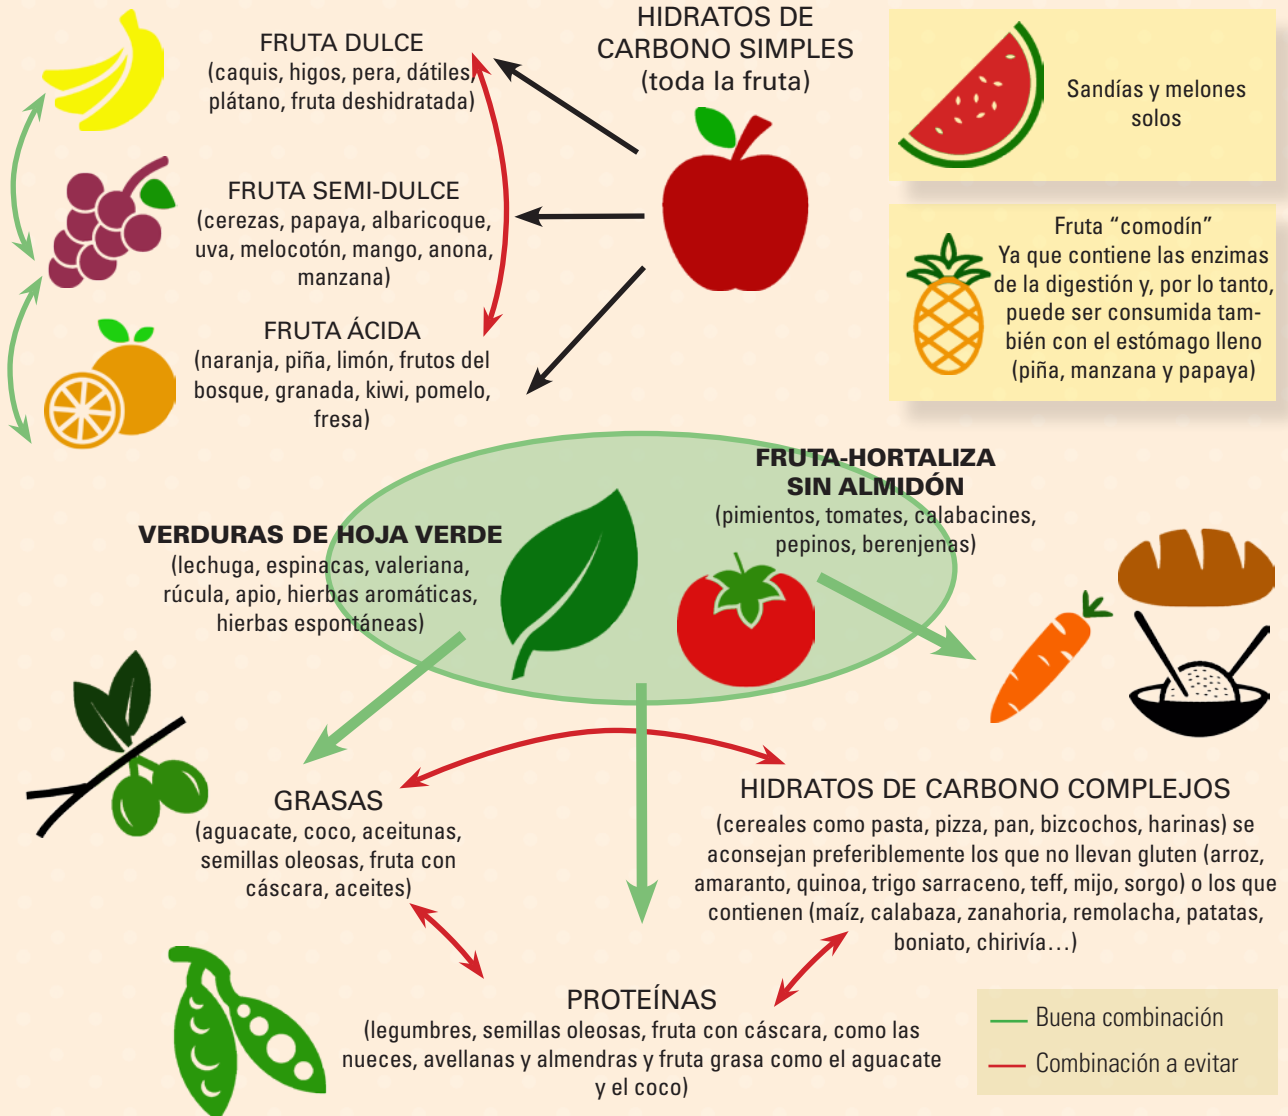 FRUTA DULCE
(caquis, higos, pera, dátiles,
plátano, fruta deshidratada)
HIDRATOS DE
CARBONO SIMPLES
(toda la fruta)
Sandías y melones
solos
FRUTA SEMI-DULCE
(cerezas, papaya, albaricoque,
uva, melocotón, mango, anona,
manzana)
Fruta “comodín”
Ya que contiene las enzimas
de la digestión y, por lo tanto,
puede ser consumida tam-
bién con el estómago lleno
(piña, manzana y papaya)
FRUTA ÁCIDA
(naranja, piña, limón, frutos del
bosque, granada, kiwi, pomelo,
fresa)
FRUTA-HORTALIZA
SIN ALMIDÓN
(pimientos, tomates, calabacines,
pepinos, berenjenas)
VERDURAS DE HOJA VERDE
(lechuga, espinacas, valeriana,
rúcula, apio, hierbas aromáticas,
hierbas espontáneas)
GRASAS
(aguacate, coco, aceitunas,
semillas oleosas, fruta con
cáscara, aceites)
HIDRATOS DE CARBONO COMPLEJOS
(cereales como pasta, pizza, pan, bizcochos, harinas) se
aconsejan preferiblemente los que no llevan gluten (arroz,
amaranto, quinoa, trigo sarraceno, teff, mijo, sorgo) o los que
contienen (maíz, calabaza, zanahoria, remolacha, patatas,
boniato, chirivía…)
PROTEÍNAS
(legumbres, semillas oleosas, fruta con cáscara, como las
nueces, avellanas y almendras y fruta grasa como el aguacate
y el coco)
Buena combinación
Combinación a evitar